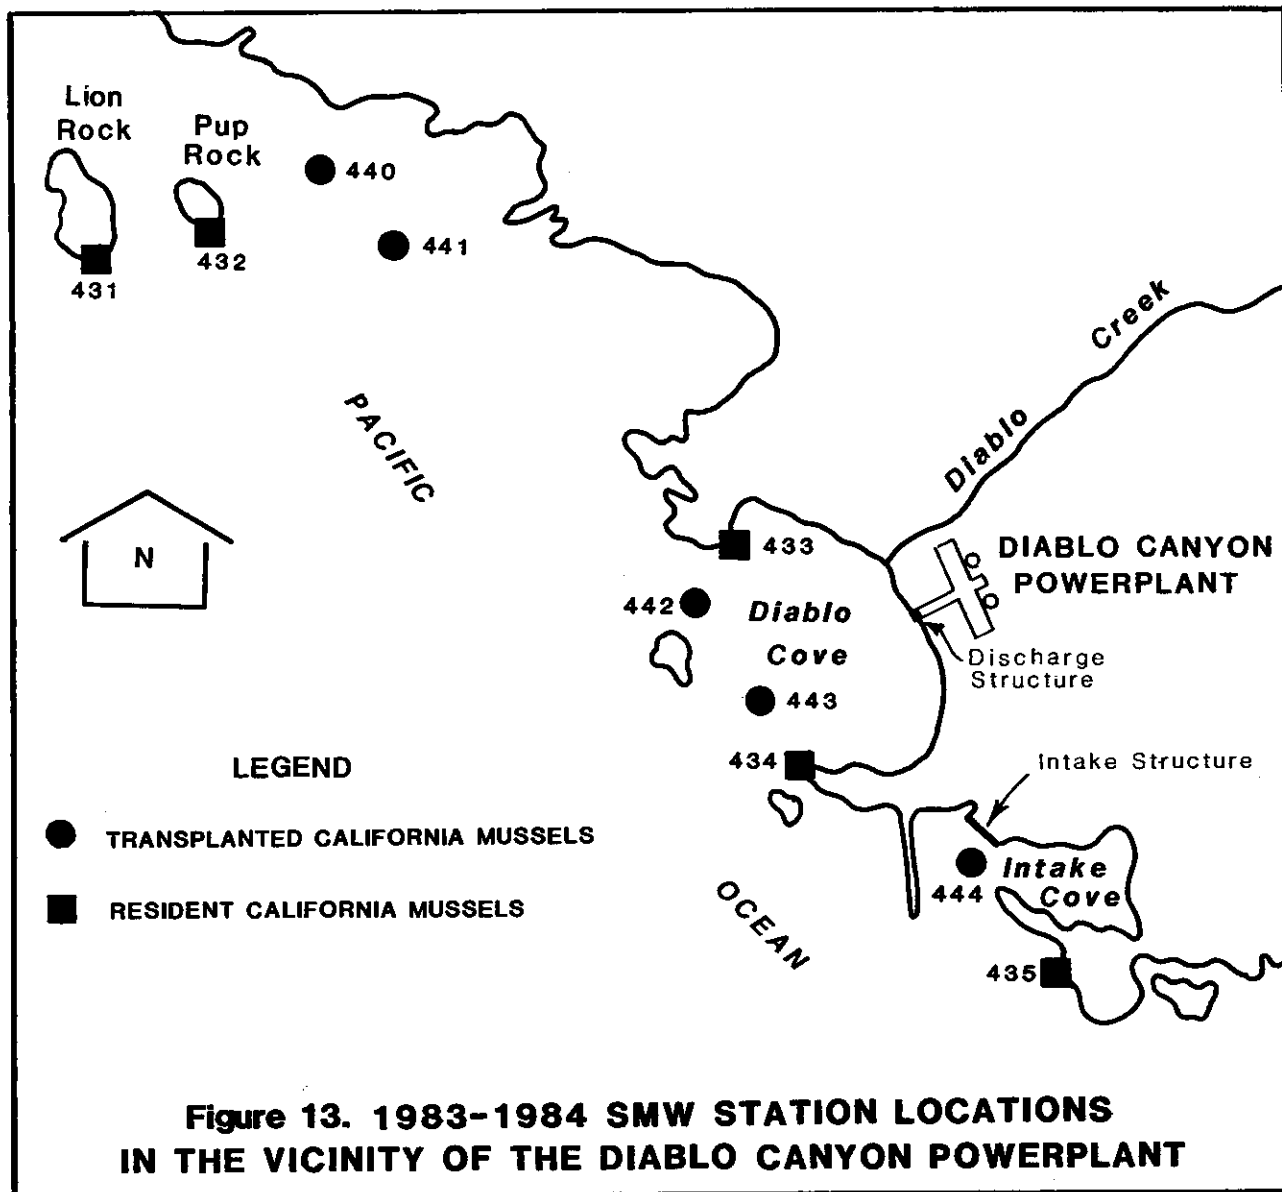 Lion
Rock
Pup
Rock
440
441
432
431
Creek
Diablo
PACIFIC
N
433
DIABLO CANYON
POWERPLANT
442
Diablo
Cove
Discharge
Structure
443
434
Intake Structure
LEGEND
TRANSPLANTED CALIFORNIA MUSSELS
RESIDENT CALIFORNIA MUSSELS
444
Intake
Cove
OCEAN
435
Figure 13. 1983-1984 SMW STATION LOCATIONS
IN THE VICINITY OF THE DIABLO CANYON POWERPLANT